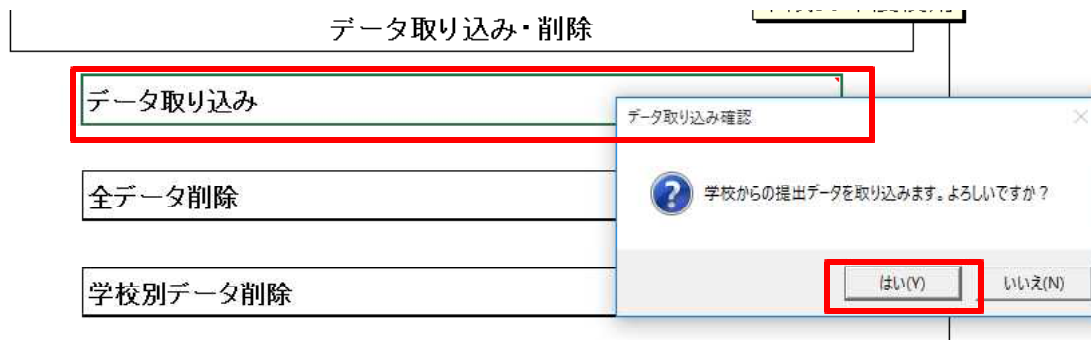 データ取り込み・削除
データ取り込み
データ取り込み確認
学校からの提出データを取り込みます。よろしいですか？
全データ削除
学校別データ削除
はい(Y)
いいえ(N)